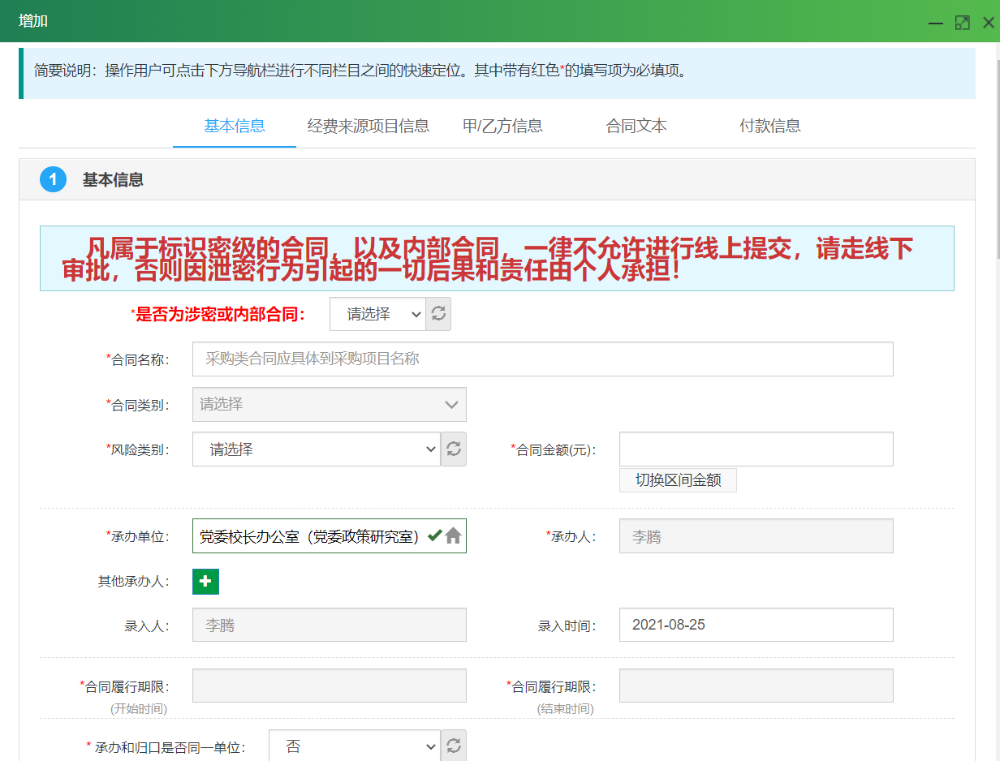 增加
简要说明：操作用户可点击下方导航栏进行不同栏目之间的快速定位。其中带有红色*的填写项为必填项。
基本信息 经费来源项目信息 甲/乙方信息 合同文本 付款信息
1 基本信息
凡属于标识密级的合同，以及内部合同，一律不允许进行线上提交，请走线下
审批，否则因泄密行为引起的一切后果和责任由个人承担！
*是否为涉密或内部合同： 请选择
*合同名称： 采购类合同应具体到采购项目名称
*合同类别： 请选择
*风险类别： 请选择 *合同金额(元)：
切换区间金额
*承办单位： 党委校长办公室（党委政策研究室） *承办人： 李腾
其他承办人：
录入人： 李腾 录入时间： 2021-08-25
*合同履行期限： *合同履行期限：
(开始时间) (结束时间)
* 承办和归口是否同一单位： 否